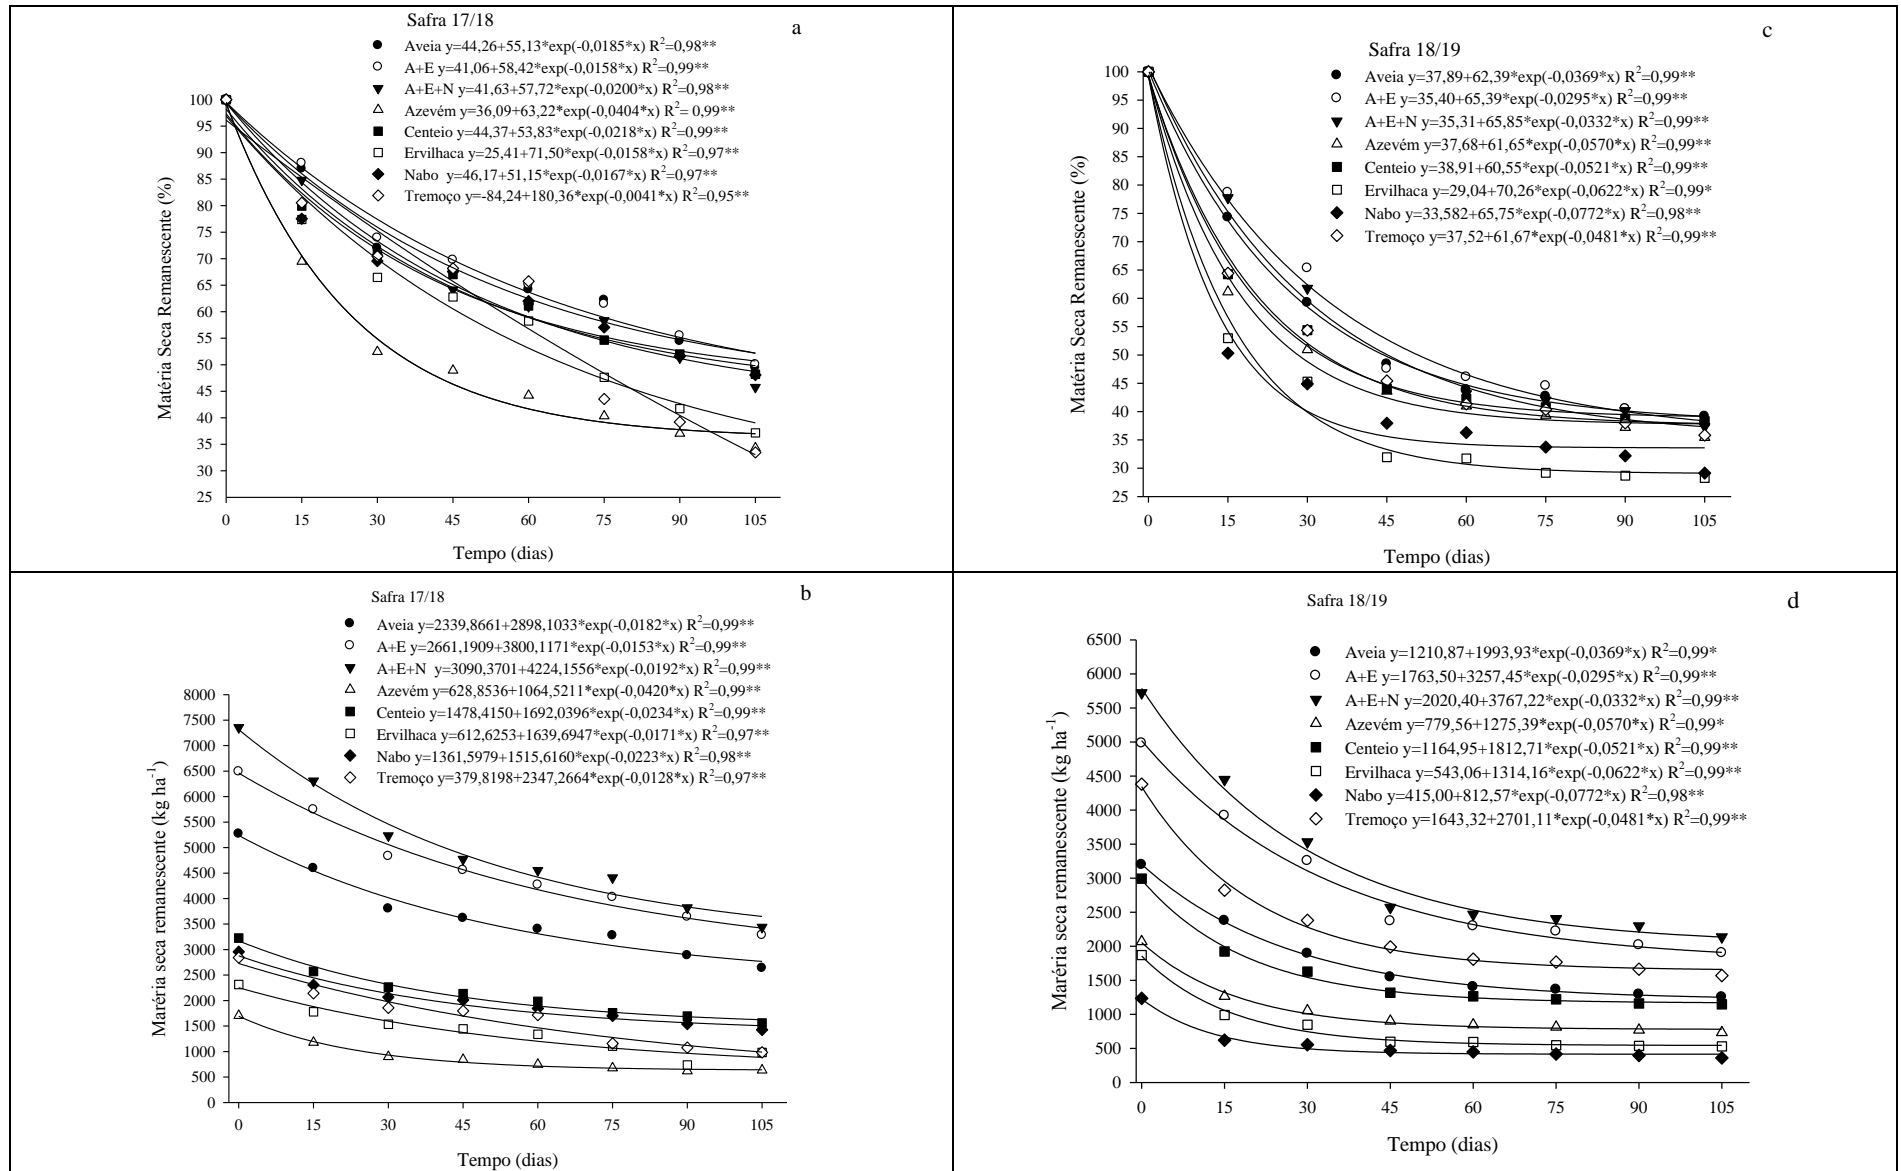 Safra 17/18
a
Aveia y=44,26+55,13*exp(-0,0185*x) R²=0,98**
A+E y=41,06+58,42*exp(-0,0158*x) R²=0,99**
A+E+N y=41,63+57,72*exp(-0,0200*x) R²=0,98**
Azevém y=36,09+63,22*exp(-0,0404*x) R²= 0,99**
Centeio y=44,37+53,83*exp(-0,0218*x) R²=0,99**
Ervilhaca y=25,41+71,50*exp(-0,0158*x) R²=0,97**
Nabo y=46,17+51,15*exp(-0,0167*x) R²=0,97**
Tremoço y=-84,24+180,36*exp(-0,0041*x) R²=0,95**
Matéria Seca Remanescente (%)
100
95
90
85
80
75
70
65
60
55
50
45
40
35
30
25
0 15 30 45 60 75 90 105
Tempo (dias)
Safra 18/19
c
Aveia y=37,89+62,39*exp(-0,0369*x) R²=0,99**
A+E y=35,40+65,39*exp(-0,0295*x) R²=0,99**
A+E+N y=35,31+65,85*exp(-0,0332*x) R²=0,99**
Azevém y=37,68+61,65*exp(-0,0570*x) R²=0,99**
Centeio y=38,91+60,55*exp(-0,0521*x) R²=0,99**
Ervilhaca y=29,04+70,26*exp(-0,0622*x) R²=0,99*
Nabo y=33,582+65,75*exp(-0,0772*x) R²=0,98**
Tremoço y=37,52+61,67*exp(-0,0481*x) R²=0,99**
Matéria Seca Remanescente (%)
100
95
90
85
80
75
70
65
60
55
50
45
40
35
30
25
0 15 30 45 60 75 90 105
Tempo (dias)
Safra 17/18
b
Aveia y=2339,8661+2898,1033*exp(-0,0182*x) R²=0,99**
A+E y=2661,1909+3800,1171*exp(-0,0153*x) R²=0,99**
A+E+N y=3090,3701+4224,1556*exp(-0,0192*x) R²=0,99**
Azevém y=628,8536+1064,5211*exp(-0,0420*x) R²=0,99**
Centeio y=1478,4150+1692,0396*exp(-0,0234*x) R²=0,99**
Ervilhaca y=612,6253+1639,6947*exp(-0,0171*x) R²=0,97**
Nabo y=1361,5979+1515,6160*exp(-0,0223*x) R²=0,98**
Tremoço y=379,8198+2347,2664*exp(-0,0128*x) R²=0,97**
Maréria seca remanescente (kg ha⁻¹)
8000
7500
7000
6500
6000
5500
5000
4500
4000
3500
3000
2500
2000
1500
1000
500
0
0 15 30 45 60 75 90 105
Tempo (dias)
Safra 18/19
d
Aveia y=1210,87+1993,93*exp(-0,0369*x) R²=0,99*
A+E y=1763,50+3257,45*exp(-0,0295*x) R²=0,99**
A+E+N y=2020,40+3767,22*exp(-0,0332*x) R²=0,99**
Azevém y=779,56+1275,39*exp(-0,0570*x) R²=0,99*
Centeio y=1164,95+1812,71*exp(-0,0521*x) R²=0,99**
Ervilhaca y=543,06+1314,16*exp(-0,0622*x) R²=0,99**
Nabo y=415,00+812,57*exp(-0,0772*x) R²=0,98**
Tremoço y=1643,32+2701,11*exp(-0,0481*x) R²=0,99**
Maréria seca remanescente (kg ha⁻¹)
6500
6000
5500
5000
4500
4000
3500
3000
2500
2000
1500
1000
500
0
0 15 30 45 60 75 90 105
Tempo (dias)